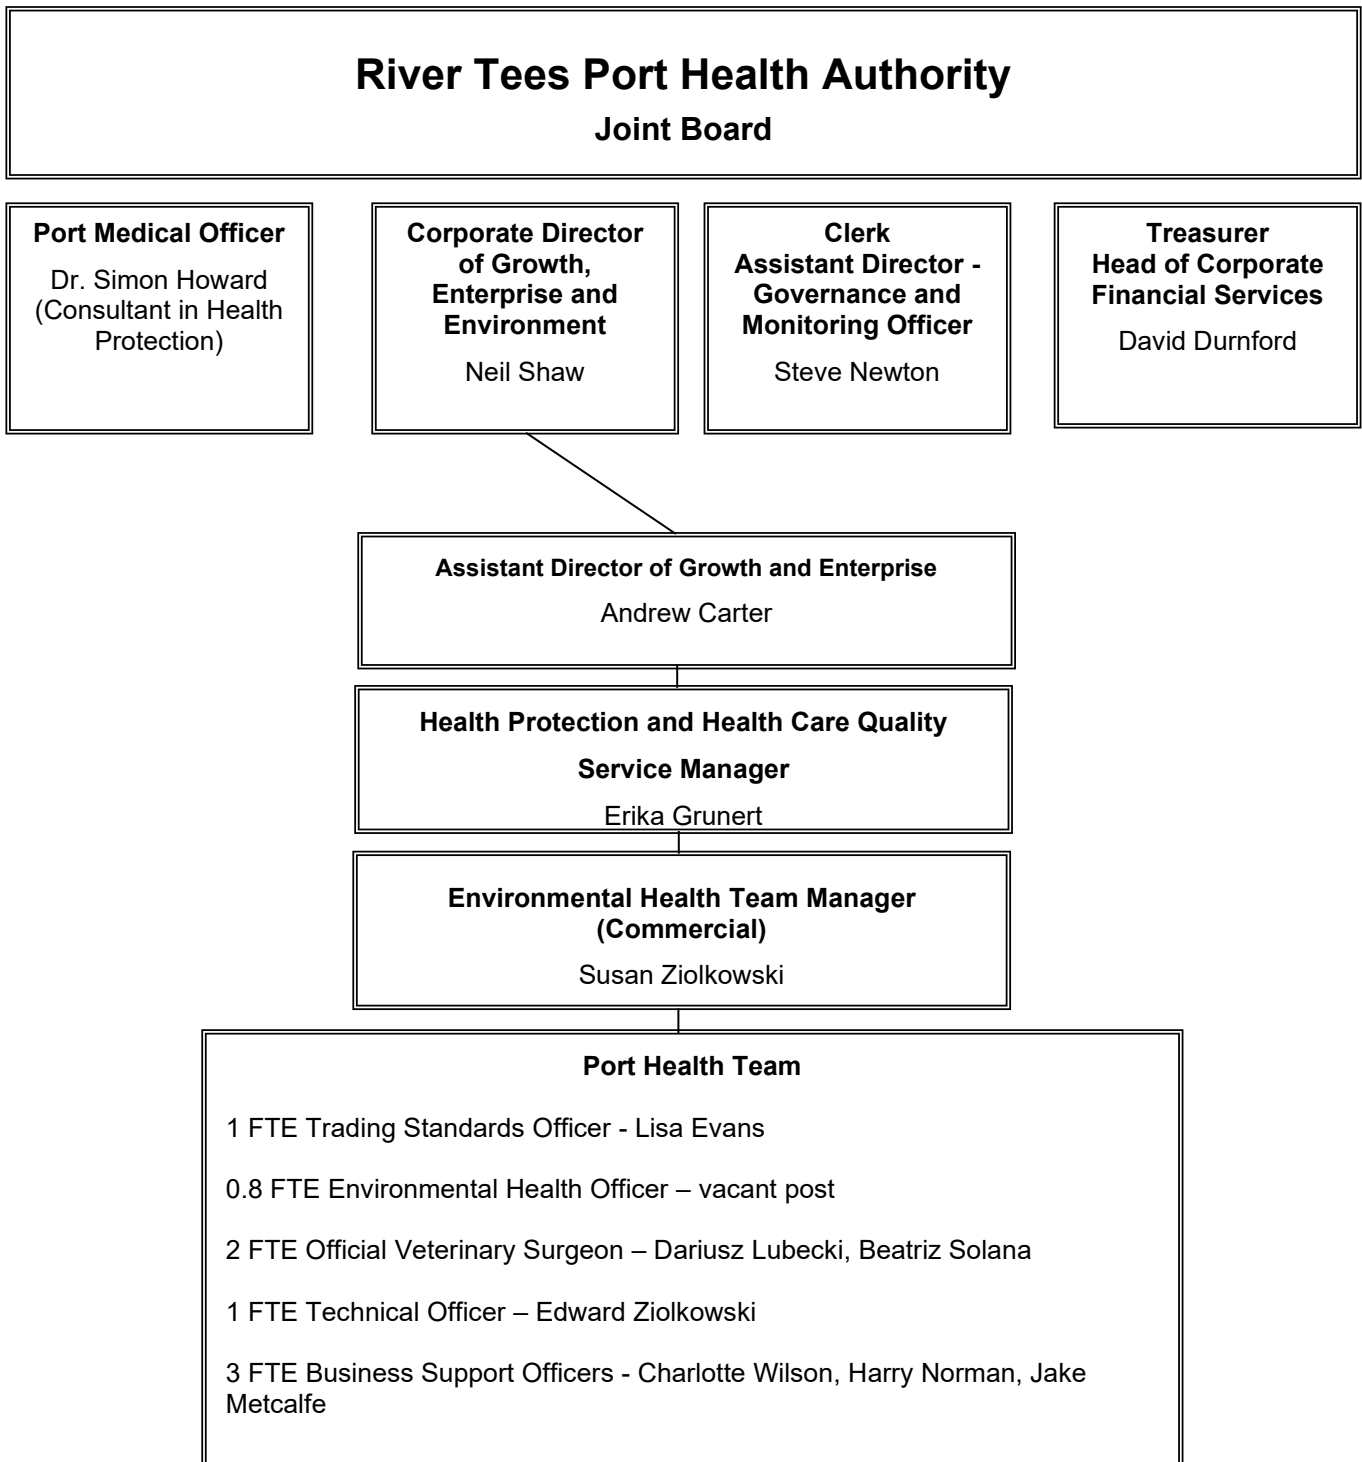 River Tees Port Health Authority
Joint Board
Port Medical Officer
Dr. Simon Howard
(Consultant in Health
Protection)
Corporate Director
of Growth,
Enterprise and
Environment
Neil Shaw
Clerk
Assistant Director -
Governance and
Monitoring Officer
Steve Newton
Treasurer
Head of Corporate
Financial Services
David Durnford
Assistant Director of Growth and Enterprise
Andrew Carter
Health Protection and Health Care Quality
Service Manager
Erika Grunert
Environmental Health Team Manager
(Commercial)
Susan Ziolkowski
Port Health Team
1 FTE Trading Standards Officer - Lisa Evans
0.8 FTE Environmental Health Officer – vacant post
2 FTE Official Veterinary Surgeon – Dariusz Lubecki, Beatriz Solana
1 FTE Technical Officer – Edward Ziolkowski
3 FTE Business Support Officers - Charlotte Wilson, Harry Norman, Jake
Metcalfe